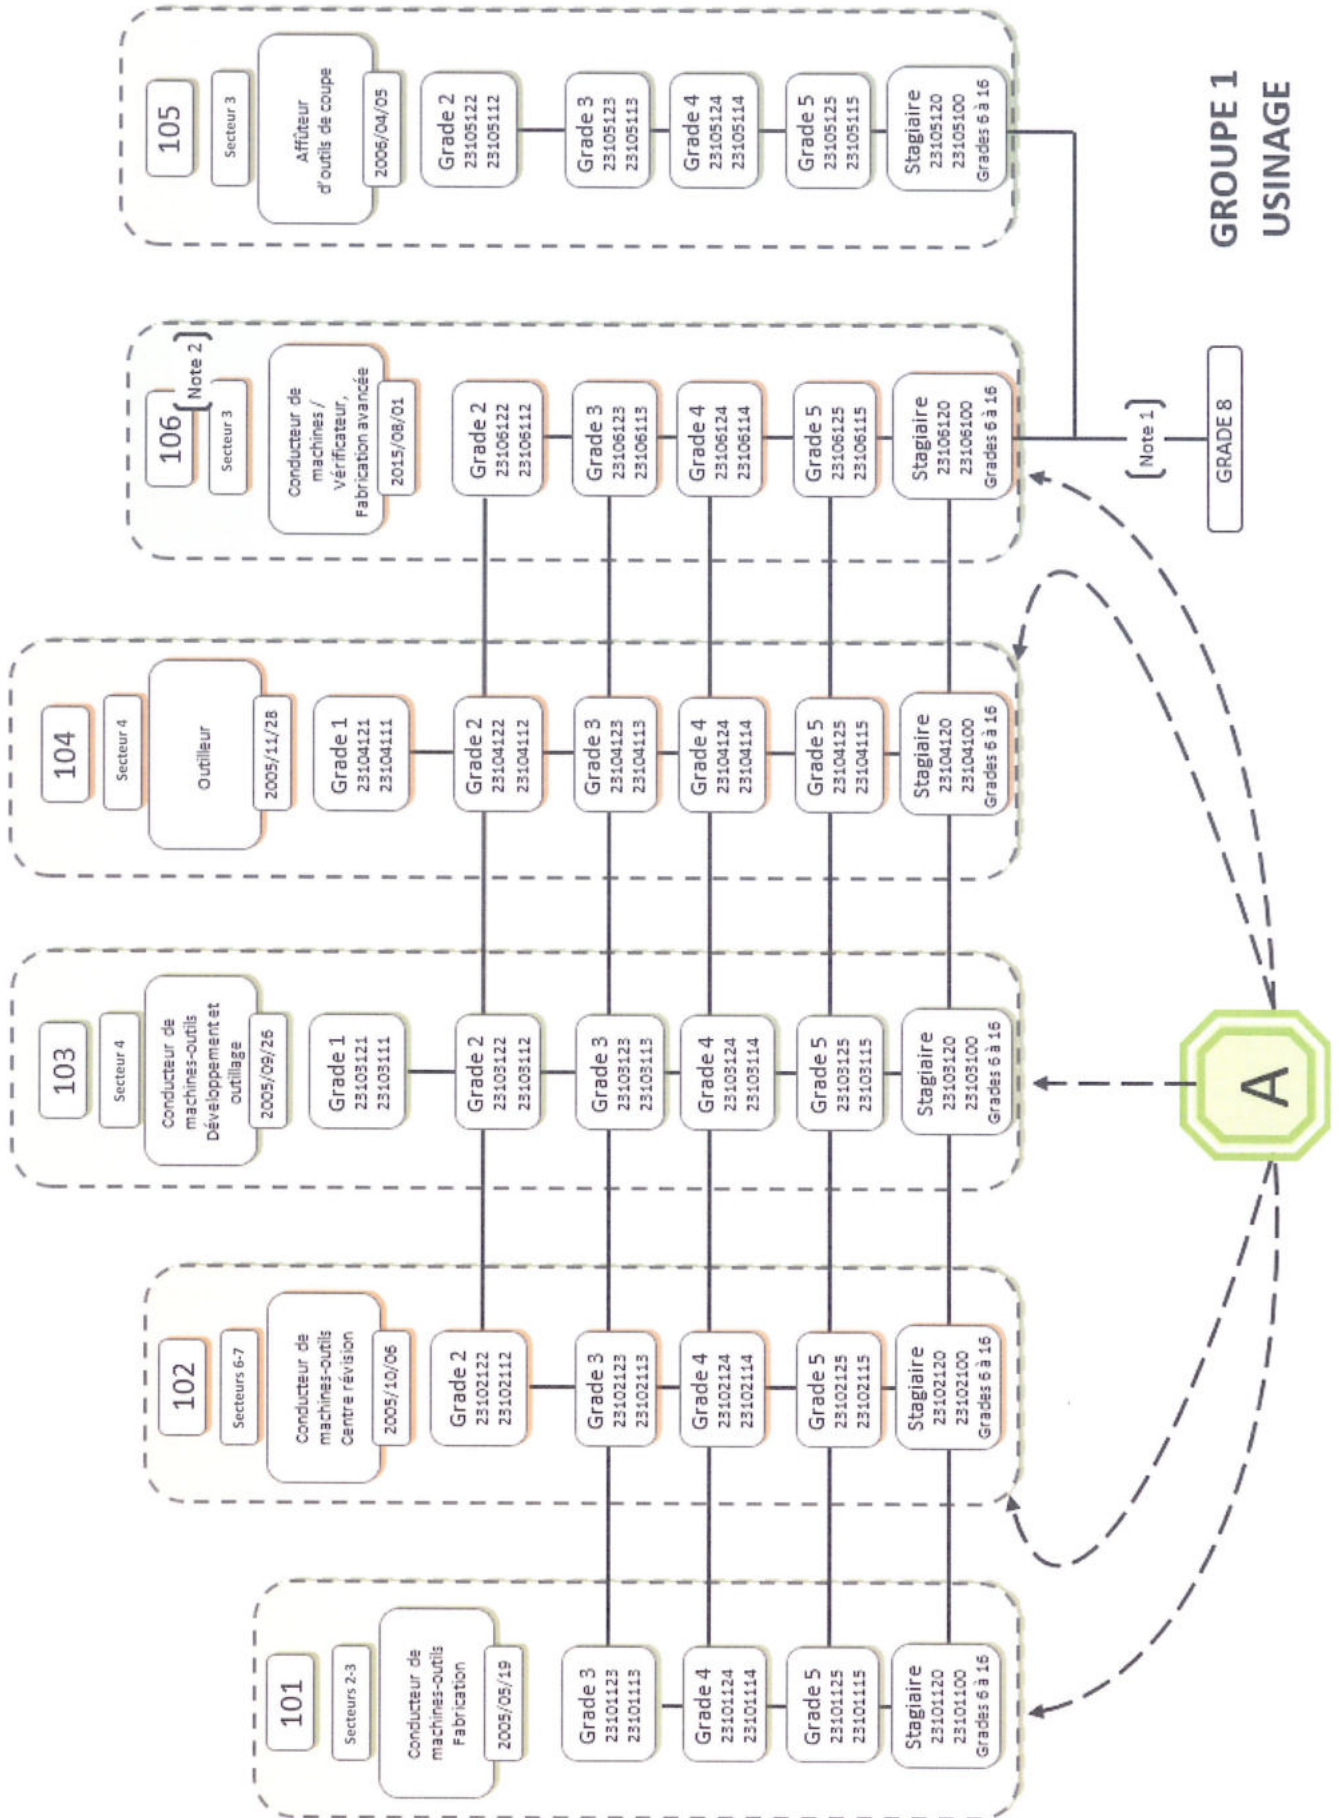 101
Secteurs 2-3
Conducteur de
machines-outils
Fabrication
2005/05/19
Grade 3
23101123
23101113
Grade 4
23101124
23101114
Grade 5
23101125
23101115
Stagiaire
23101120
23101100
Grades 6 à 16
102
Secteurs 6-7
Conducteur de
machines-outils
Centre révision
2005/10/06
Grade 2
23102122
23102112
Grade 3
23102123
23102113
Grade 4
23102124
23102114
Grade 5
23102125
23102115
Stagiaire
23102120
23102100
Grades 6 à 16
103
Secteur 4
Conducteur de
machines-outils
Développement et
outillage
2005/09/26
Grade 1
23103121
23103111
Grade 2
23103122
23103112
Grade 3
23103123
23103113
Grade 4
23103124
23103114
Grade 5
23103125
23103115
Stagiaire
23103120
23103100
Grades 6 à 16
104
Secteur 4
Outilleur
2005/11/28
Grade 1
23104121
23104111
Grade 2
23104122
23104112
Grade 3
23104123
23104113
Grade 4
23104124
23104114
Grade 5
23104125
23104115
Stagiaire
23104120
23104100
Grades 6 à 16
106
[Note 2]
Secteur 3
Conducteur de
machines /
Vérificateur,
Fabrication avancée
2015/08/01
Grade 2
23106122
23106112
Grade 3
23106123
23106113
Grade 4
23106124
23106114
Grade 5
23106125
23106115
Stagiaire
23106120
23106100
Grades 6 à 16
105
Secteur 3
Affûteur
d'outils de coupe
2006/04/05
Grade 2
23105122
23105112
Grade 3
23105123
23105113
Grade 4
23105124
23105114
Grade 5
23105125
23105115
Stagiaire
23105120
23105100
Grades 6 à 16
[Note 1]
GRADE 8
A
GROUPE 1
USINAGE